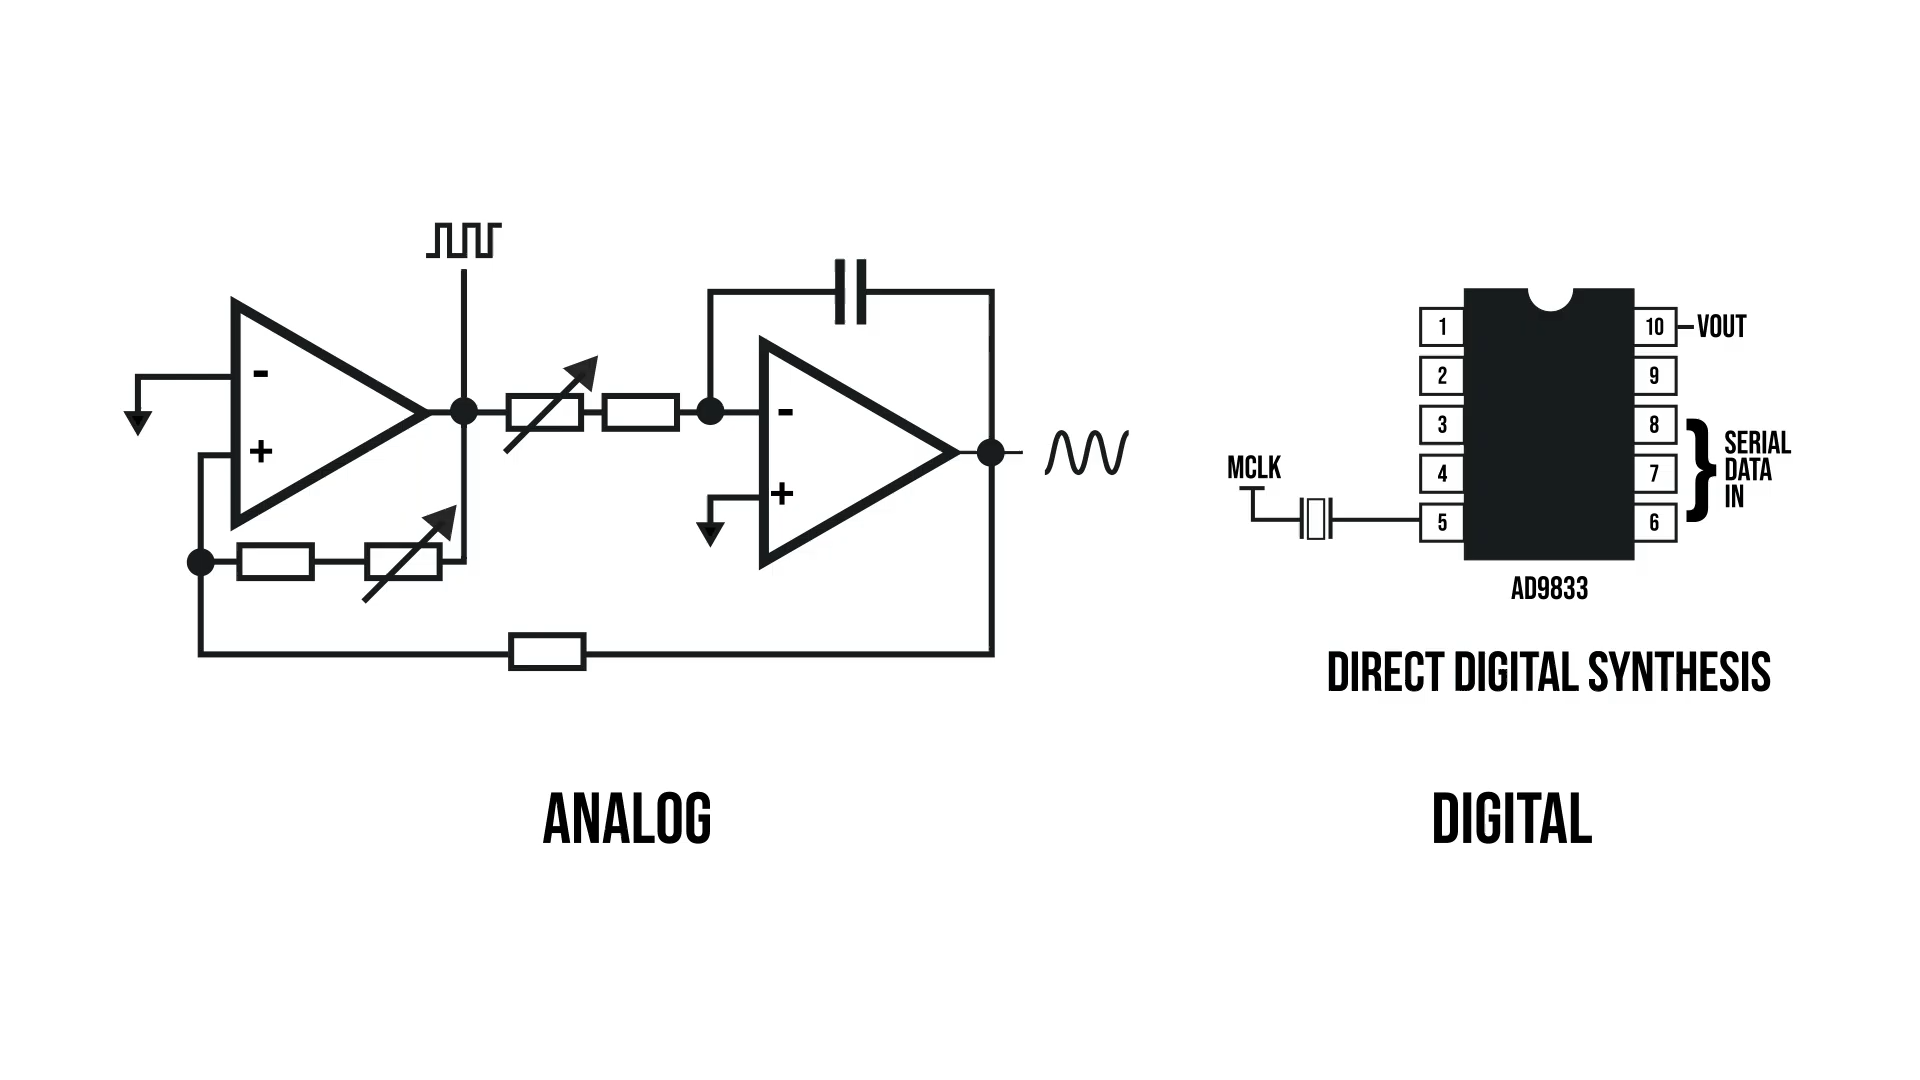 -
+
-
+
ANALOG
MCLK
1
2
3
4
5
10
9
8
7
6
VOUT
SERIAL
DATA
IN
AD9833
DIRECT DIGITAL SYNTHESIS
DIGITAL